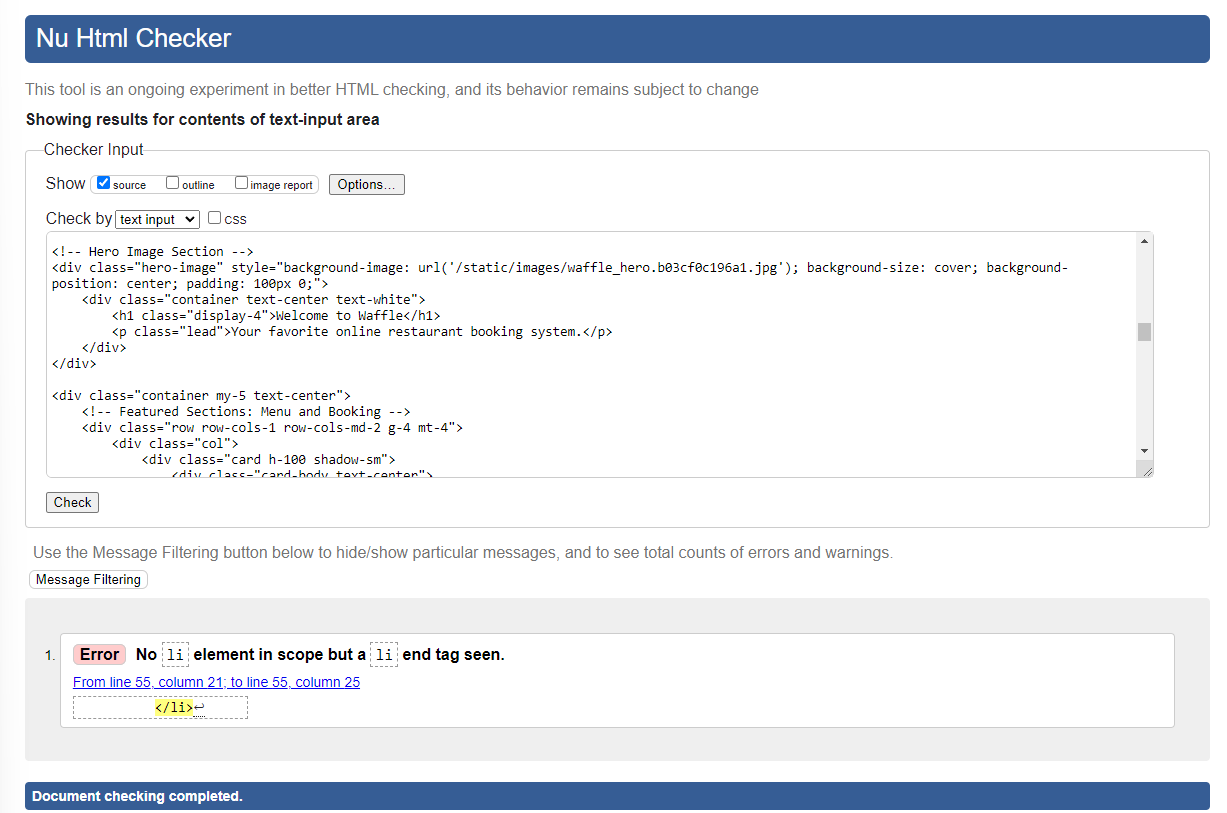 Nu Html Checker
This tool is an ongoing experiment in better HTML checking, and its behavior remains subject to change
Showing results for contents of text-input area
Checker Input
Show source outline image report Options...
Check by text input css
<!-- Hero Image Section -->
<div class="hero-image" style="background-image: url('/static/images/waffle_hero.b03cf0c196a1.jpg'); background-size: cover; background-
position: center; padding: 100px 0;">
    <div class="container text-center text-white">
        <h1 class="display-4">Welcome to Waffle</h1>
        <p class="lead">Your favorite online restaurant booking system.</p>
    </div>
</div>
<div class="container my-5 text-center">
    <!-- Featured Sections: Menu and Booking -->
    <div class="row row-cols-1 row-cols-md-2 g-4 mt-4">
        <div class="col">
            <div class="card h-100 shadow-sm">
                <div class="card-body text-center">
Check
Use the Message Filtering button below to hide/show particular messages, and to see total counts of errors and warnings.
Message Filtering
1. Error No li element in scope but a li end tag seen.
From line 55, column 21; to line 55, column 25
</li>↩
Document checking completed.